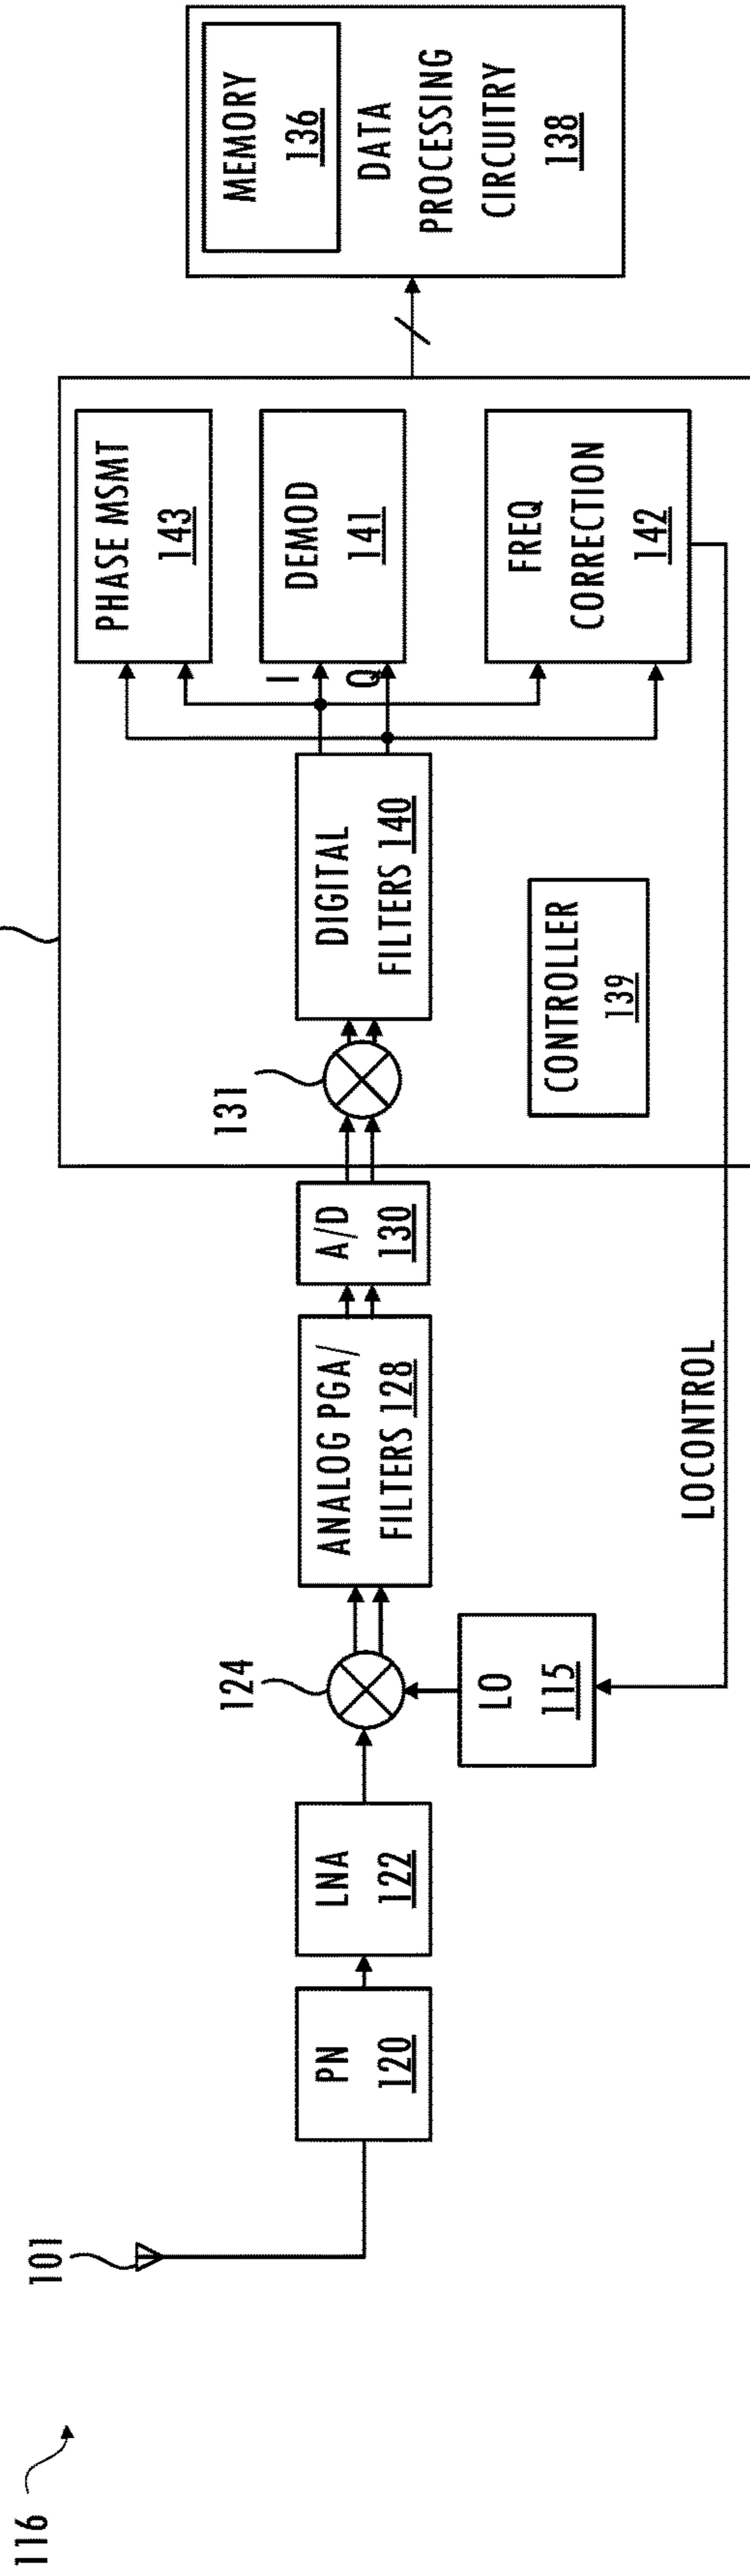 116
101
PN
120
LNA
122
124
LO
115
ANALOG PGA/
FILTERS 128
A/D
130
131
DIGITAL
FILTERS 140
I
Q
PHASE MSMT
143
DEMOD
141
FREQ
CORRECTION
142
CONTROLLER
139
LOCONTROL
MEMORY
136
DATA
PROCESSING
CIRCUITRY
138